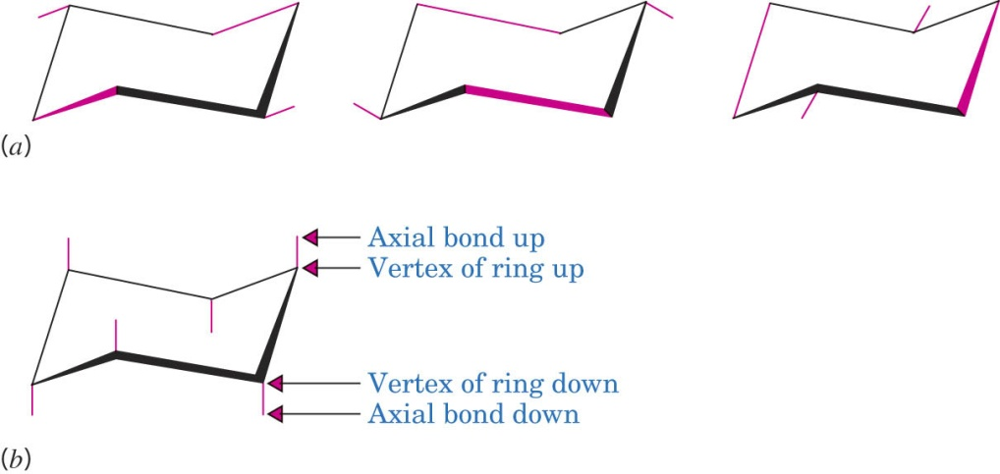 (a)
Axial bond up
Vertex of ring up
Vertex of ring down
Axial bond down
(b)